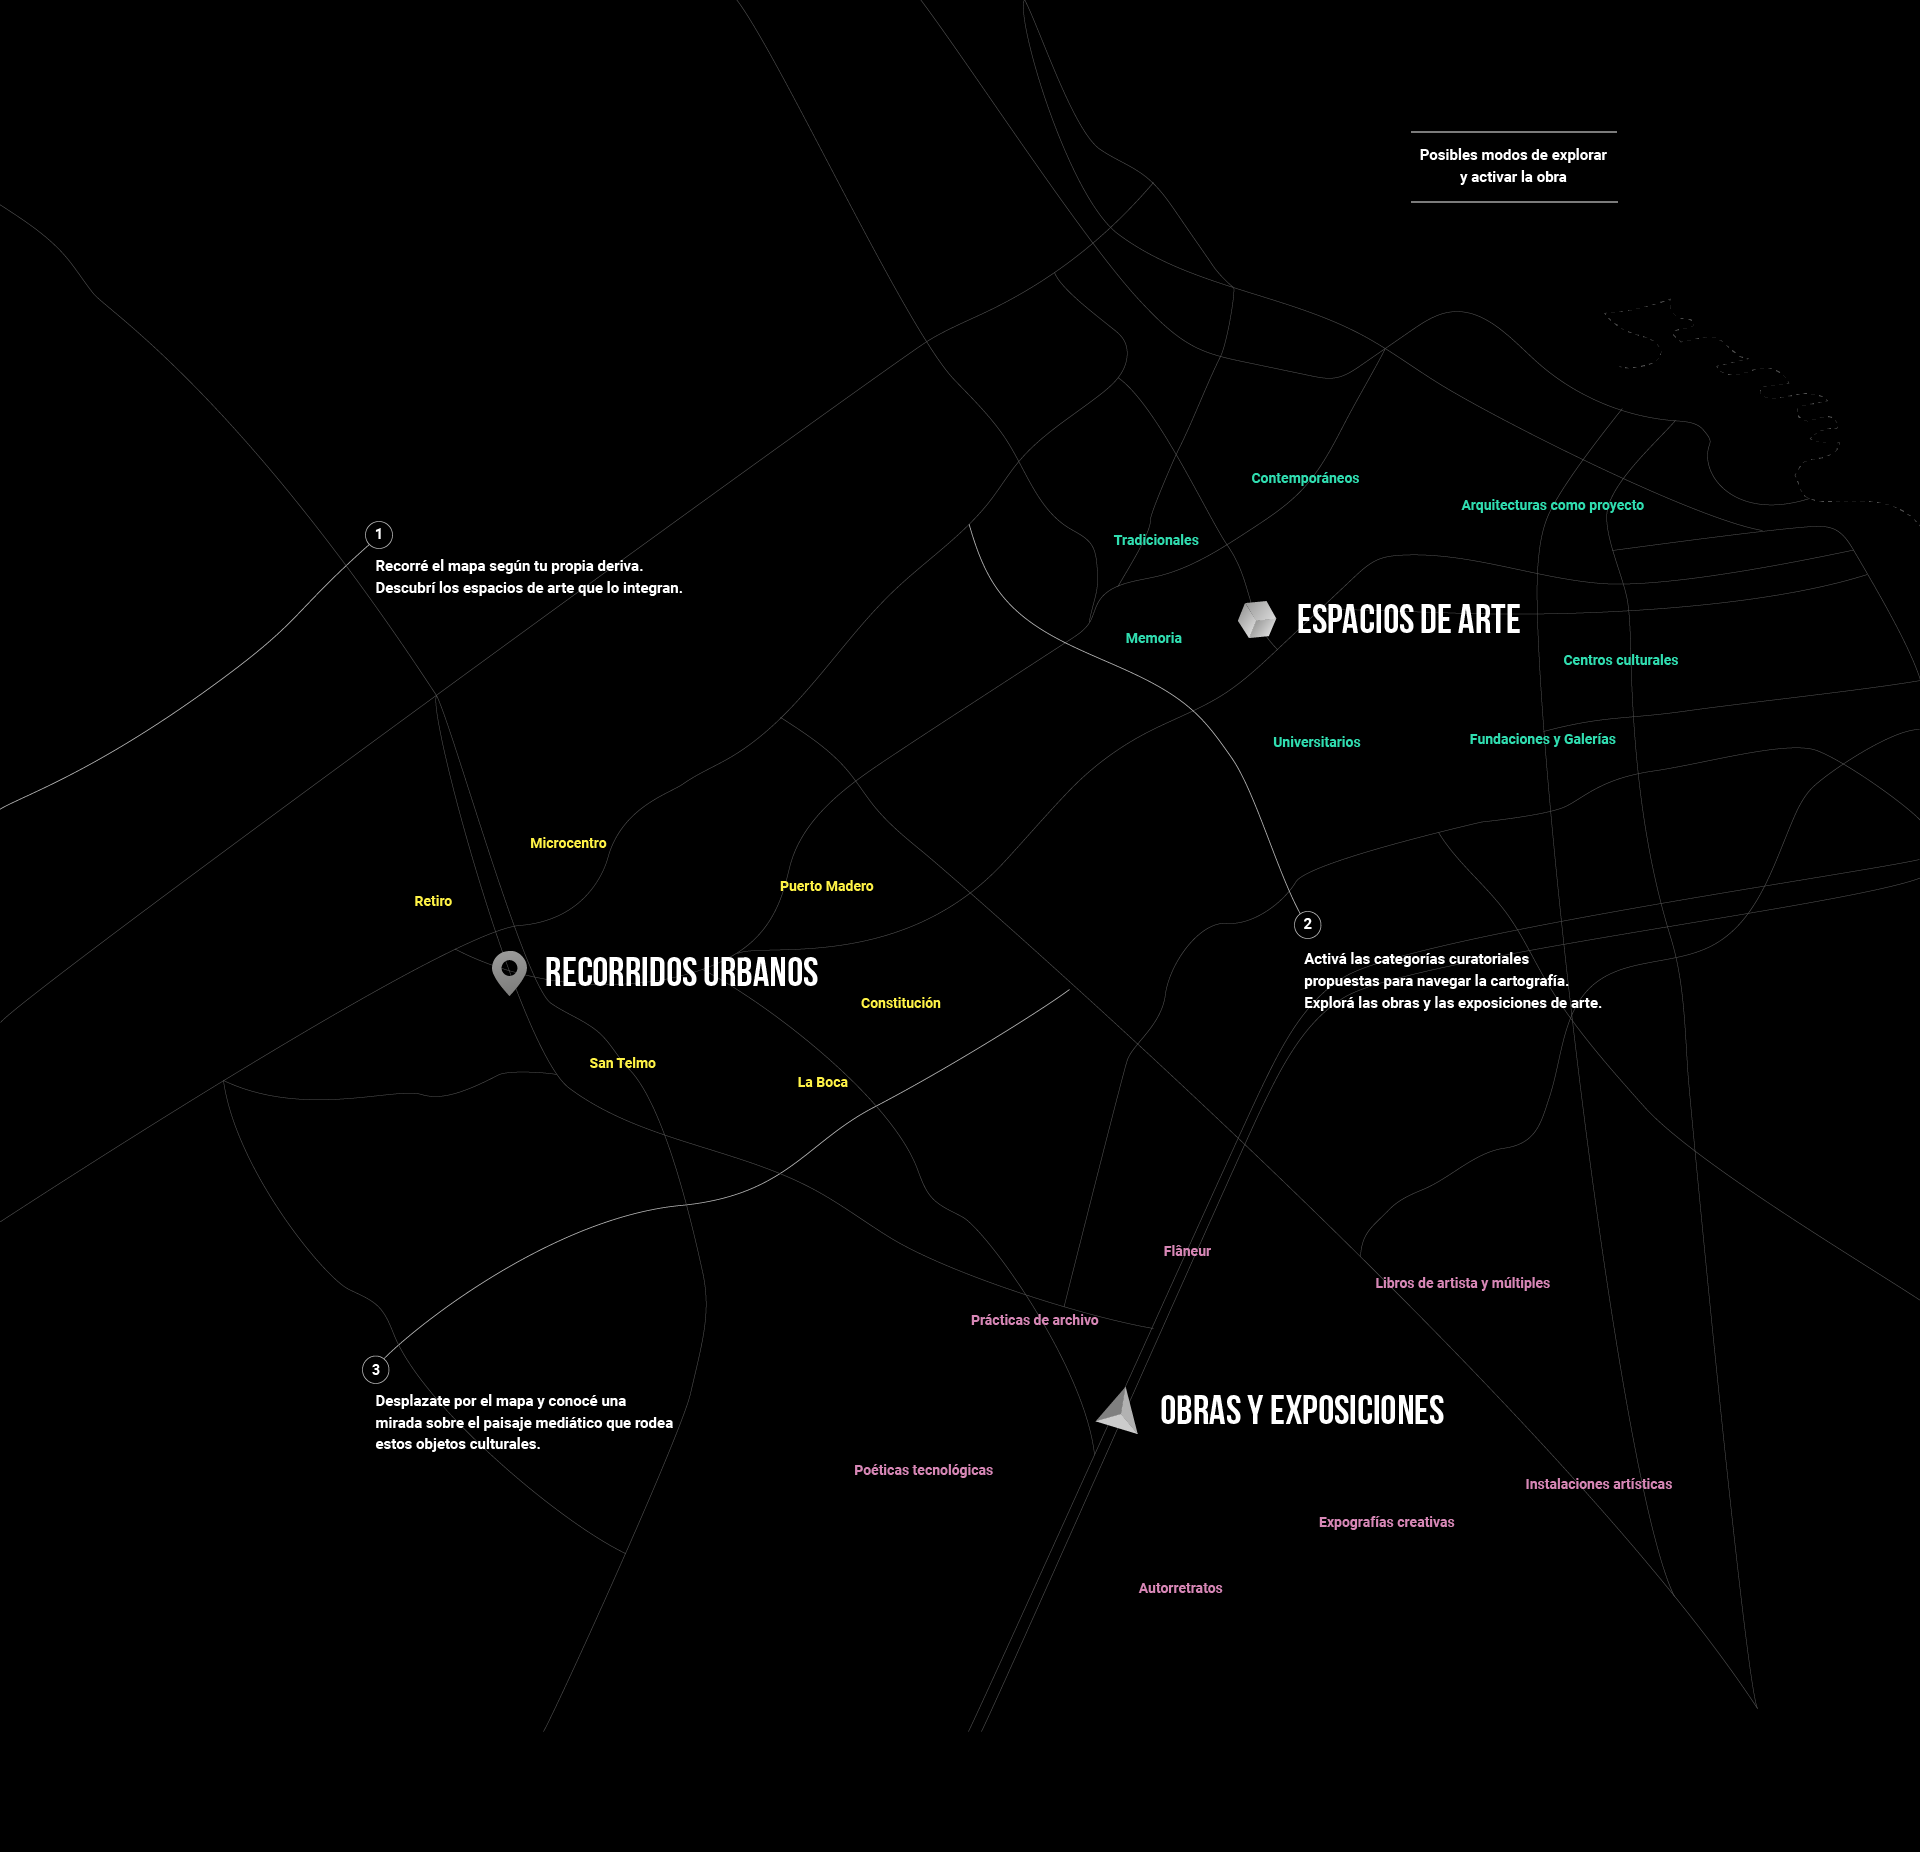 Posibles modos de explorar
y activar la obra
Contemporáneos
Arquitecturas como proyecto
1
Tradicionales
Recorré el mapa según tu propia deriva.
Descubrí los espacios de arte que lo integran.
ESPACIOS DE ARTE
Memoria
Centros culturales
Universitarios
Fundaciones y Galerías
Microcentro
Puerto Madero
Retiro
2
Activá las categorías curatoriales
propuestas para navegar la cartografía.
Explorá las obras y las exposiciones de arte.
RECORRIDOS URBANOS
Constitución
San Telmo
La Boca
Flâneur
Libros de artista y múltiples
Prácticas de archivo
3
Desplazate por el mapa y conocé una
mirada sobre el paisaje mediático que rodea
estos objetos culturales.
OBRAS Y EXPOSICIONES
Poéticas tecnológicas
Instalaciones artísticas
Expografías creativas
Autorretratos